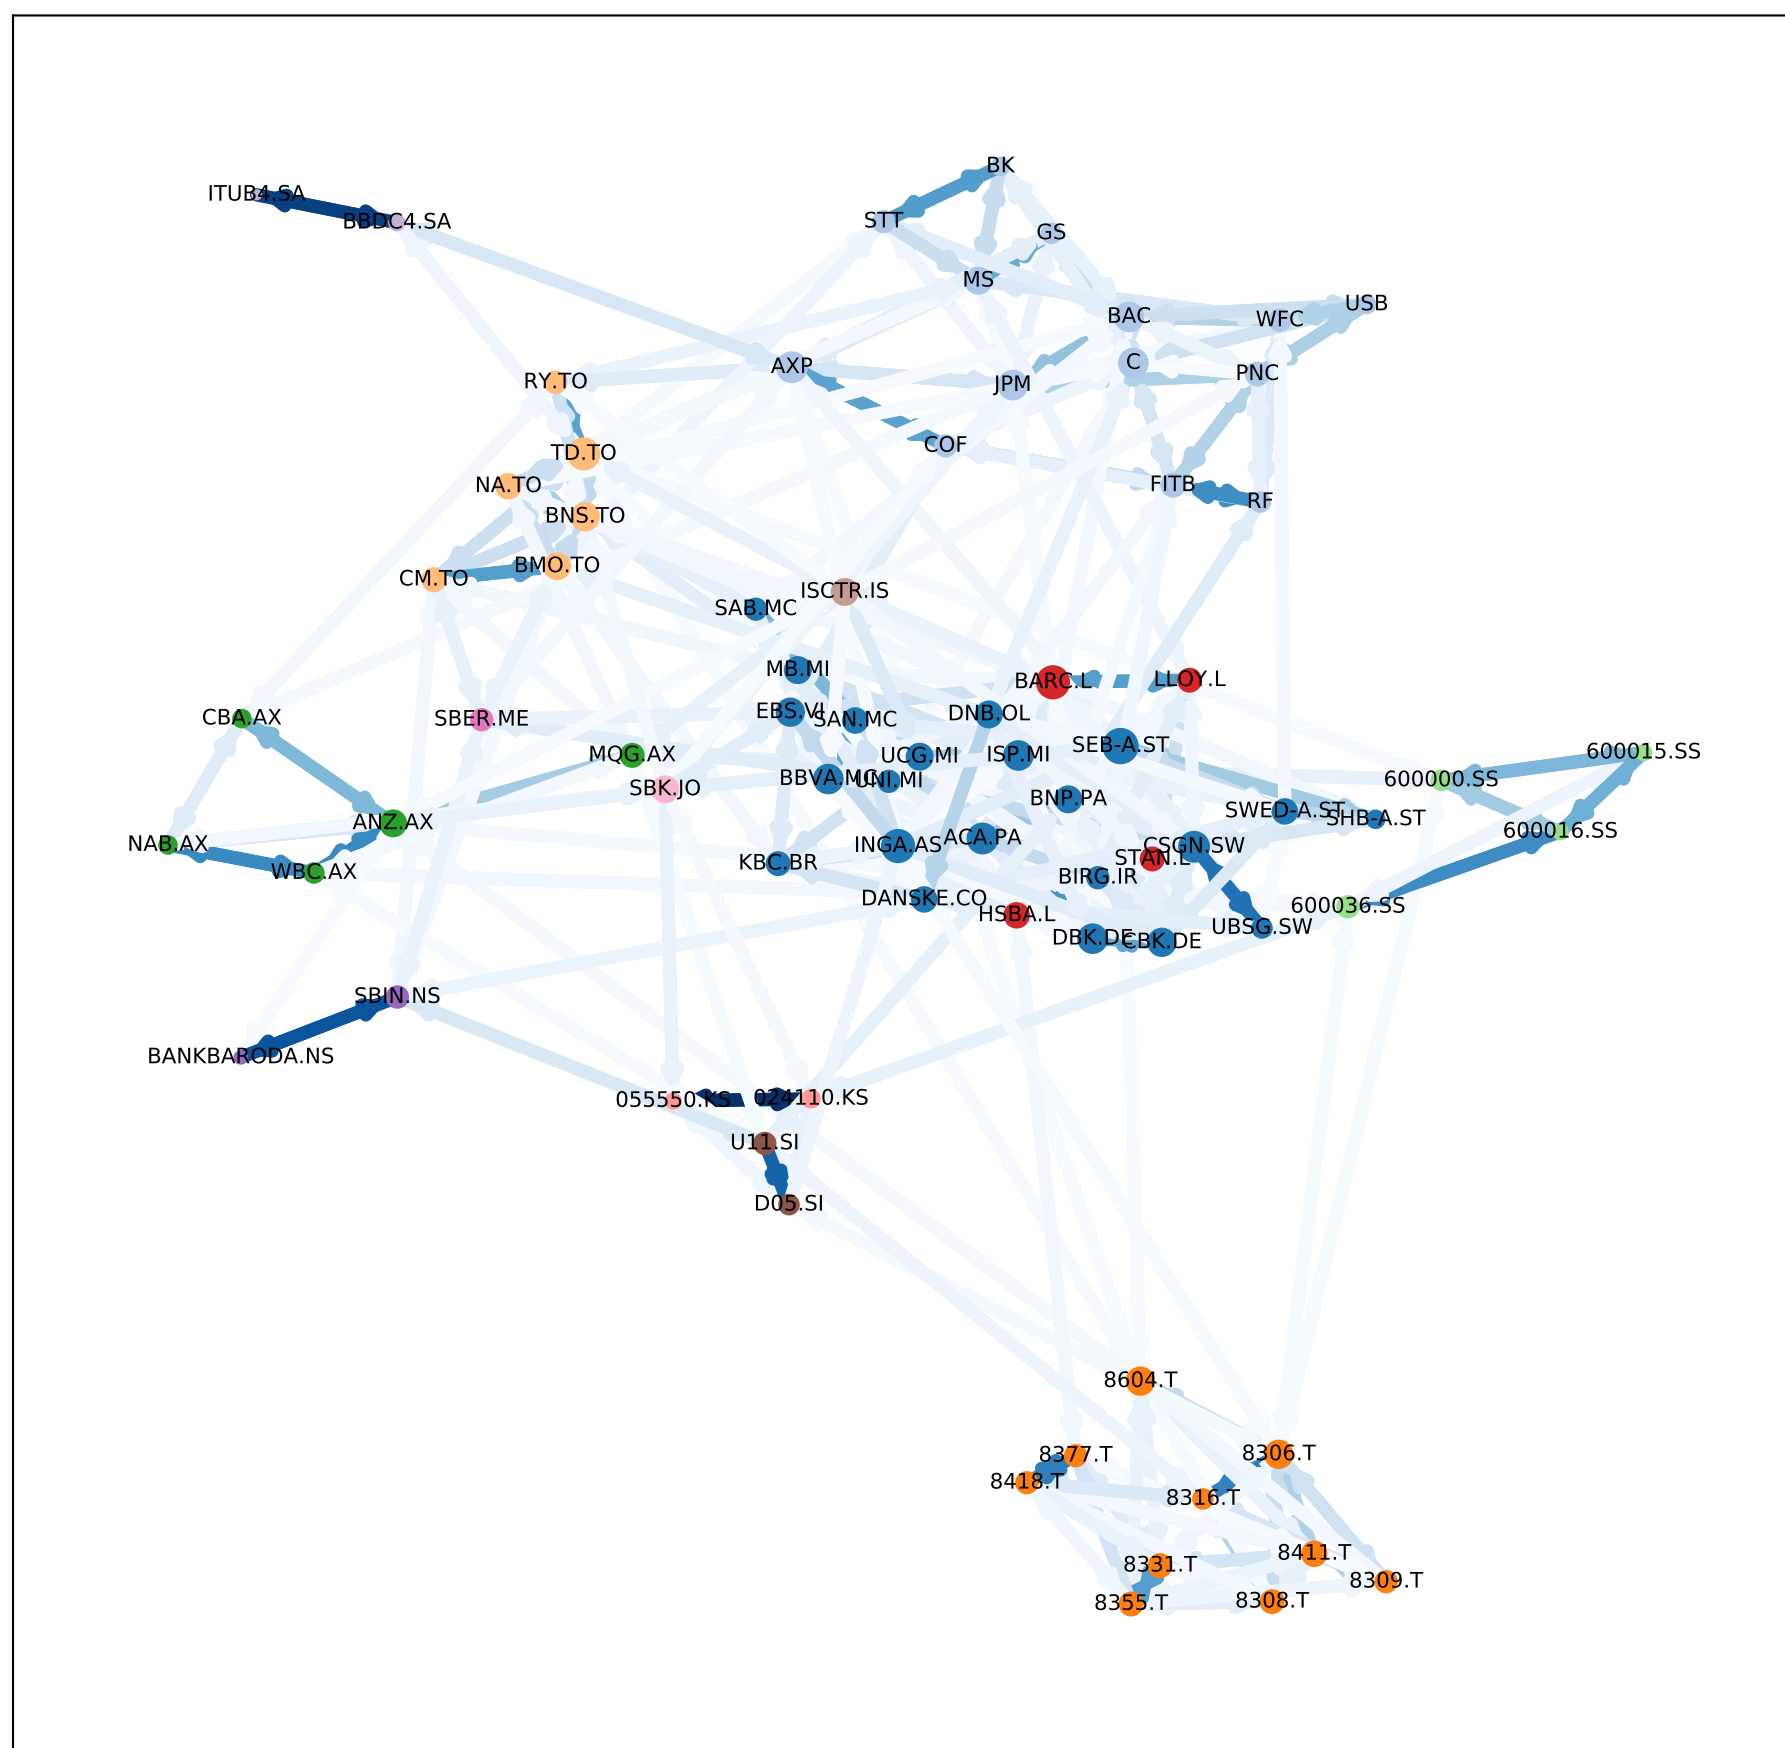 BK
ITUB4.SA
BBDC4.SA
STT
GS
MS
USB
BAC
WFC
C
AXP
PNC
RY.TO
JPM
COF
TD.TO
NA.TO
FITB
RF
BNS.TO
BMO.TO
CM.TO
ISCTR.IS
SAB.MC
MB.MI
BARC.L
LLOY.L
CBA.AX
SBER.ME
EBS.VI
SAN.MC
DNB.OL
SEB-A.ST
MQG.AX
UCG.MI
ISP.MI
600015.SS
SBK.JO
BBVA.MC
UNI.MI
600000.SS
BNP.PA
SWED-A.ST
SHB-A.ST
ANZ.AX
600016.SS
NAB.AX
INGA.AS
ACA.PA
CSGN.SW
STAN.L
KBC.BR
WBC.AX
BIRG.IR
DANSKE.CO
HSBA.L
600036.SS
UBSG.SW
DBK.DE
CBK.DE
SBIN.NS
BANKBARODA.NS
055550.KS
024110.KS
U11.SI
D05.SI
8604.T
8377.T
8306.T
8418.T
8316.T
8331.T
8411.T
8309.T
8355.T
8308.T